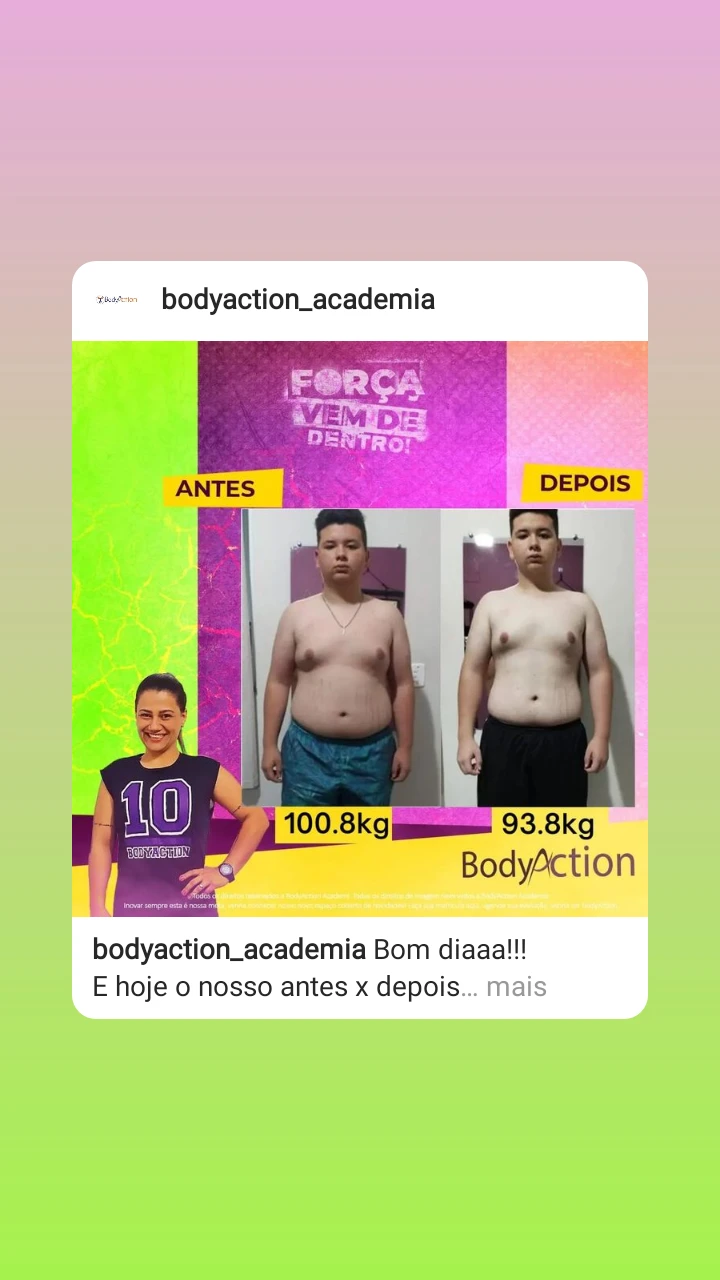 BodyAction
bodyaction_academia
FORÇA
VEM DE
DENTRO!
ANTES
DEPOIS
10
BODYACTION
100.8kg
93.8kg
BodyAction
bodyaction_academia Bom diaaa!!!
E hoje o nosso antes x depois... mais